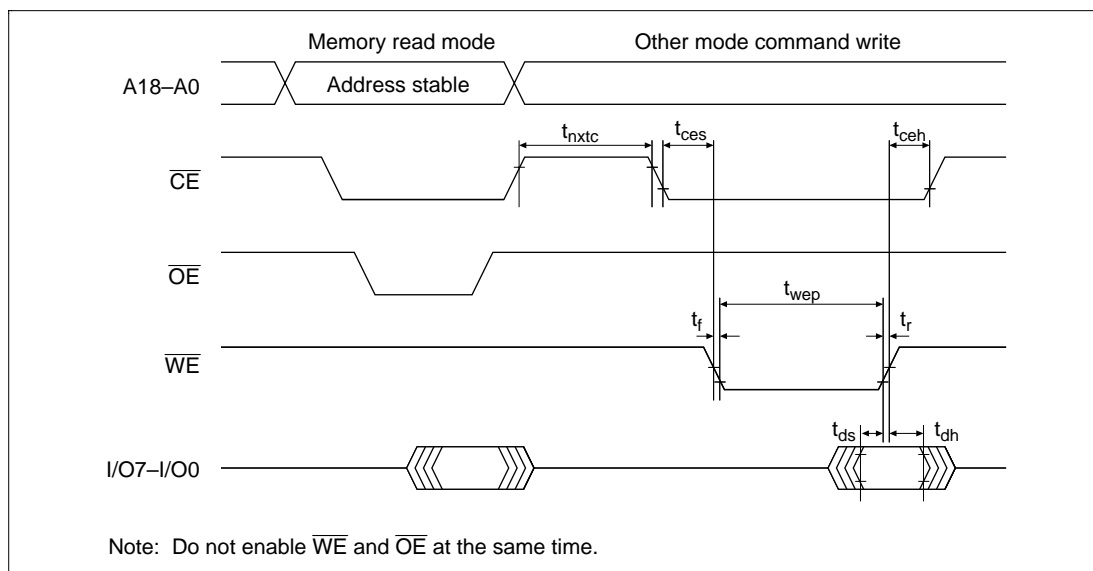 Memory read mode Other mode command write
A18–A0 Address stable
tnxtc tces tceh
CE
OE
twep
tf tr
WE
tds tdh
I/O7–I/O0
Note: Do not enable WE and OE at the same time.